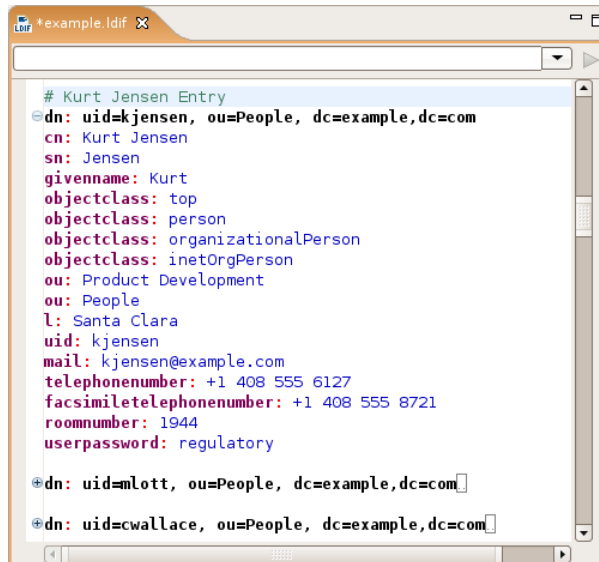 LDIF *example.ldif
# Kurt Jensen Entry
dn: uid=kjensen, ou=People, dc=example,dc=com
cn: Kurt Jensen
sn: Jensen
givenname: Kurt
objectclass: top
objectclass: person
objectclass: organizationalPerson
objectclass: inetOrgPerson
ou: Product Development
ou: People
l: Santa Clara
uid: kjensen
mail: kjensen@example.com
telephonenumber: +1 408 555 6127
facsimiletelephonenumber: +1 408 555 8721
roomnumber: 1944
userpassword: regulatory
dn: uid=mlott, ou=People, dc=example,dc=com
dn: uid=cwallace, ou=People, dc=example,dc=com